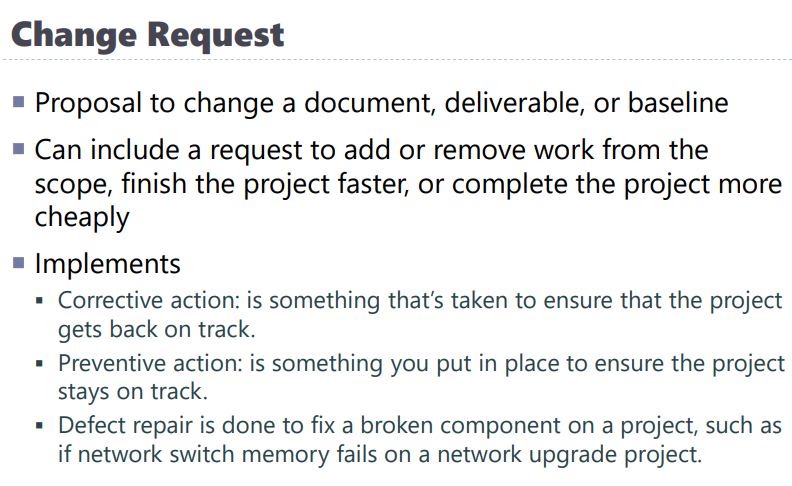 Change Request
Proposal to change a document, deliverable, or baseline
Can include a request to add or remove work from the
scope, finish the project faster, or complete the project more
cheaply
Implements
Corrective action: is something that’s taken to ensure that the project
gets back on track.
Preventive action: is something you put in place to ensure the project
stays on track.
Defect repair is done to fix a broken component on a project, such as
if network switch memory fails on a network upgrade project.